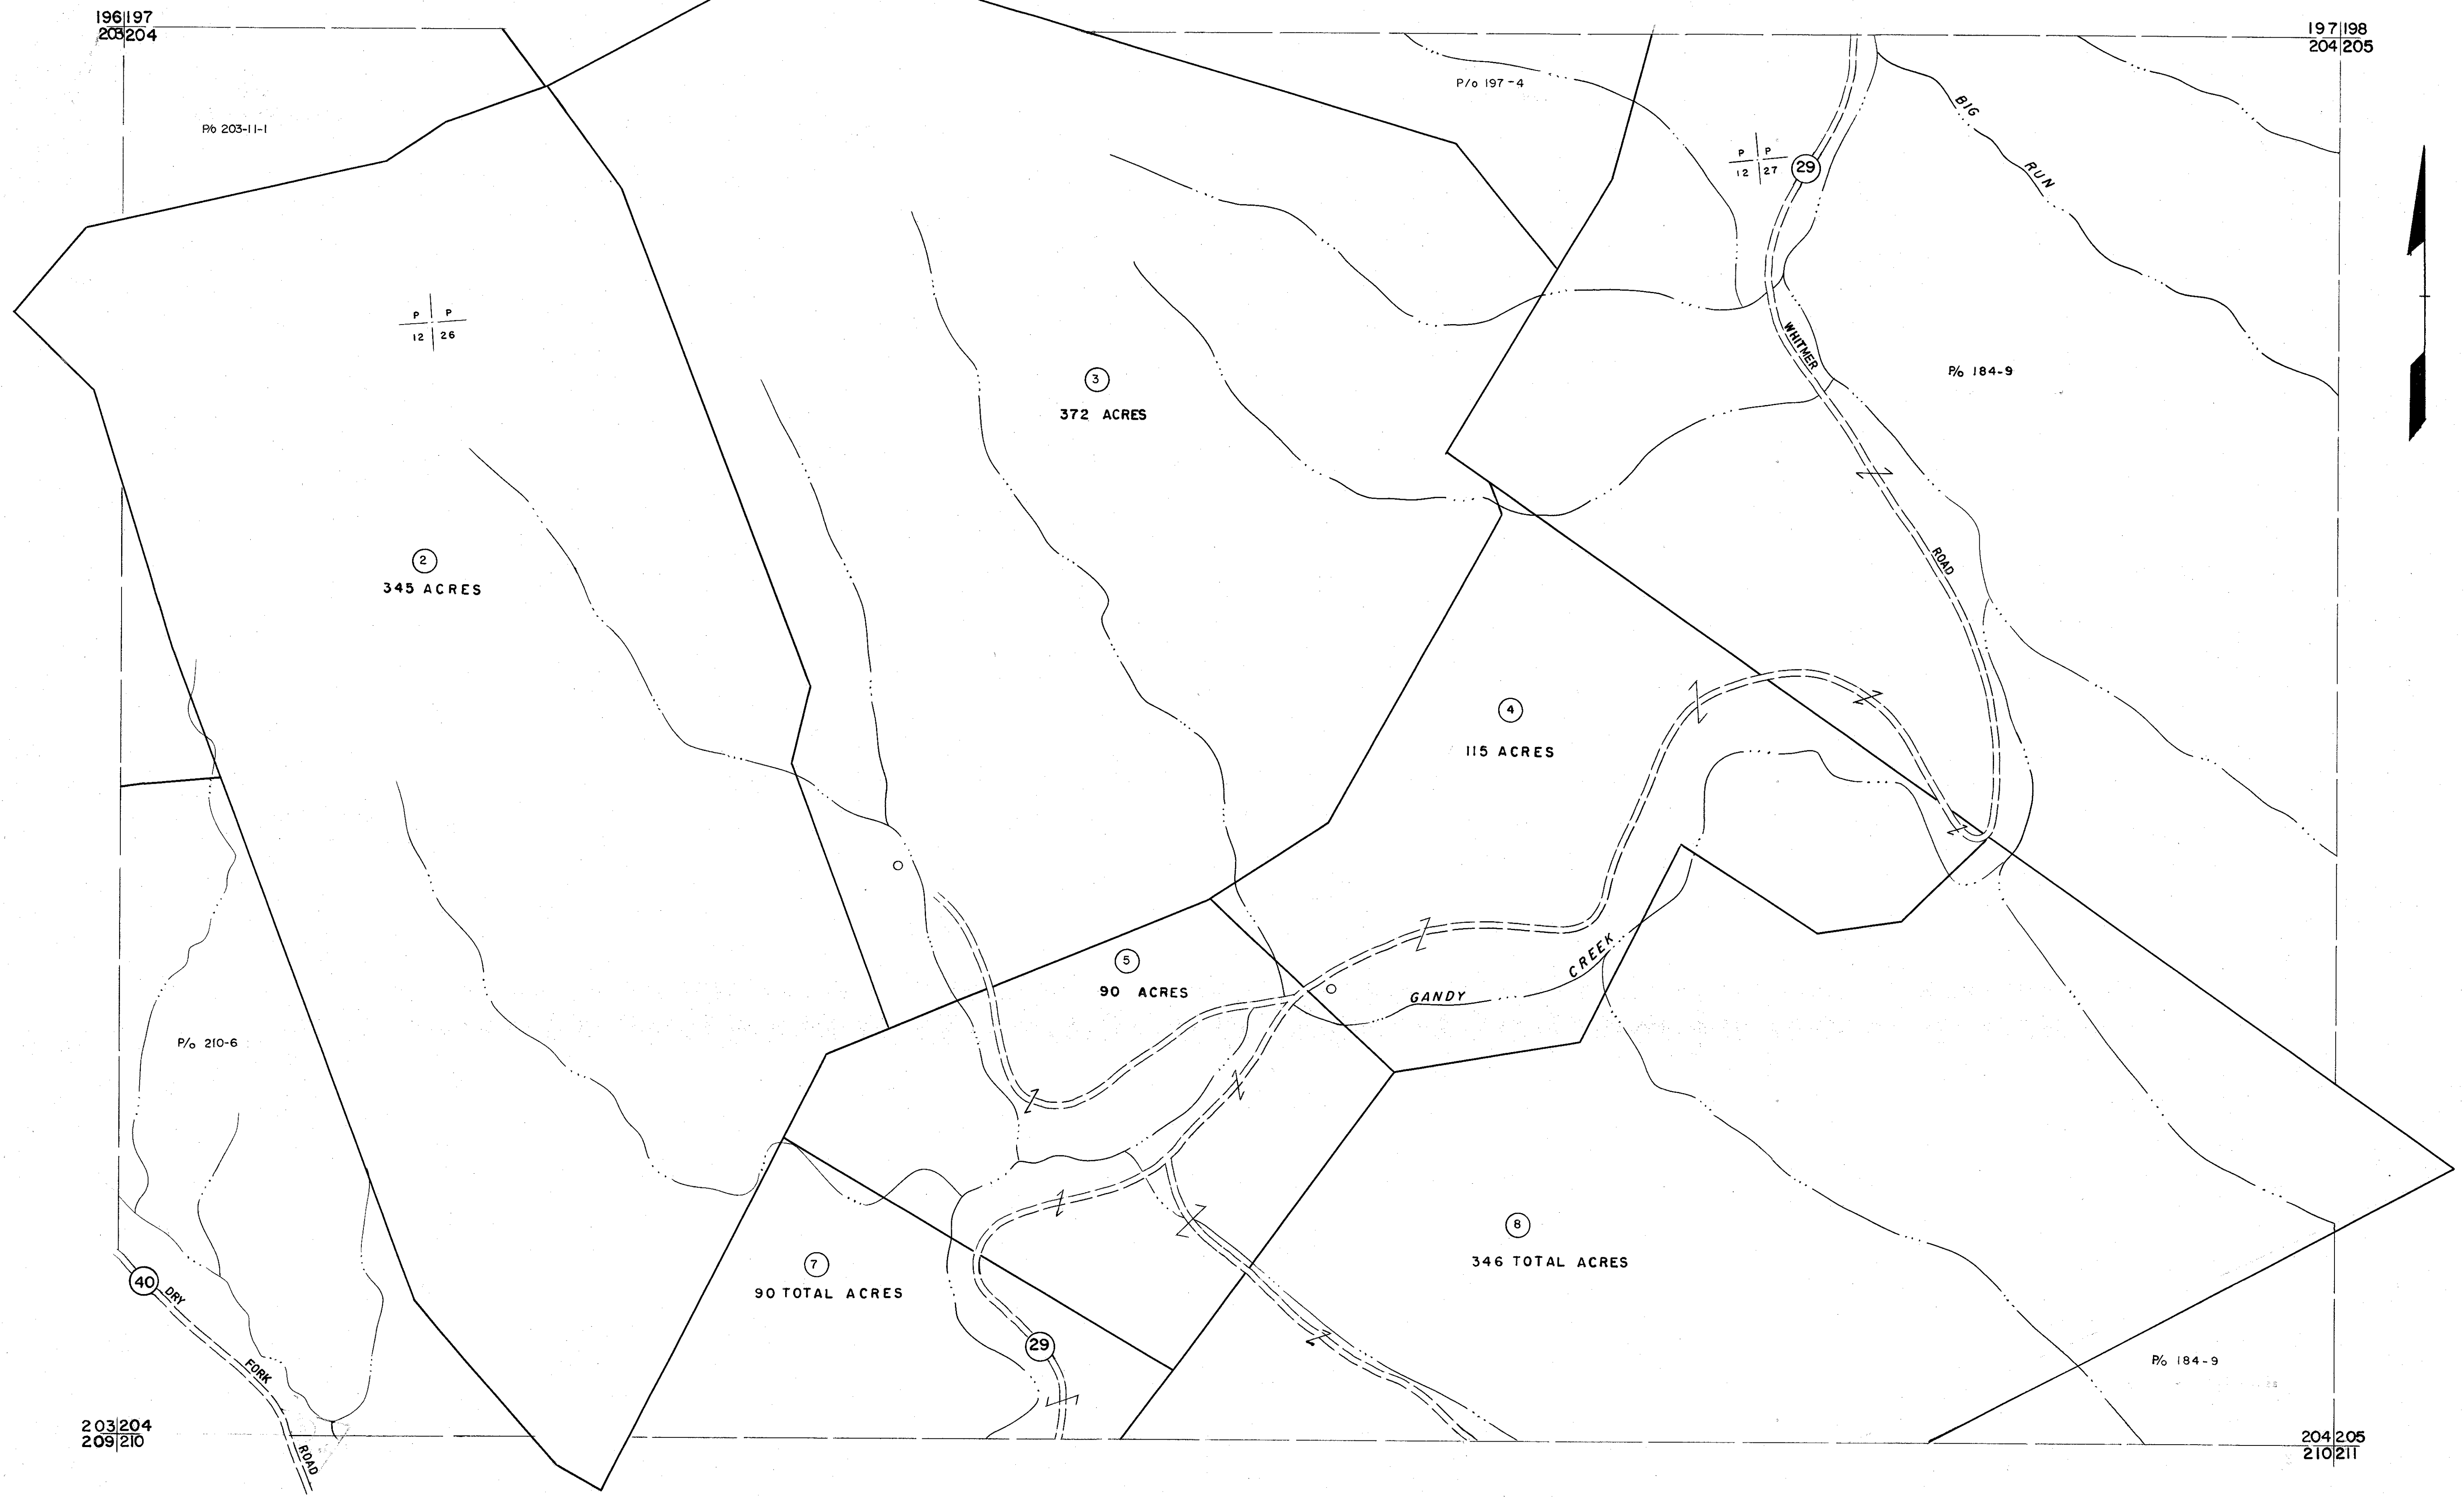 196 197
203 204
197 198
204 205
P/o 203-11-1
P/o 197-4
BIG
RUN
P P
12 27
29
WHITMER
ROAD
P/o 184-9
P P
12 26
3
372 ACRES
2
345 ACRES
4
115 ACRES
5
90 ACRES
GANDY
CREEK
P/o 210-6
8
346 TOTAL ACRES
7
90 TOTAL ACRES
40
DRY
FORK
ROAD
29
P/o 184-9
203 204
209 210
204 205
210 211